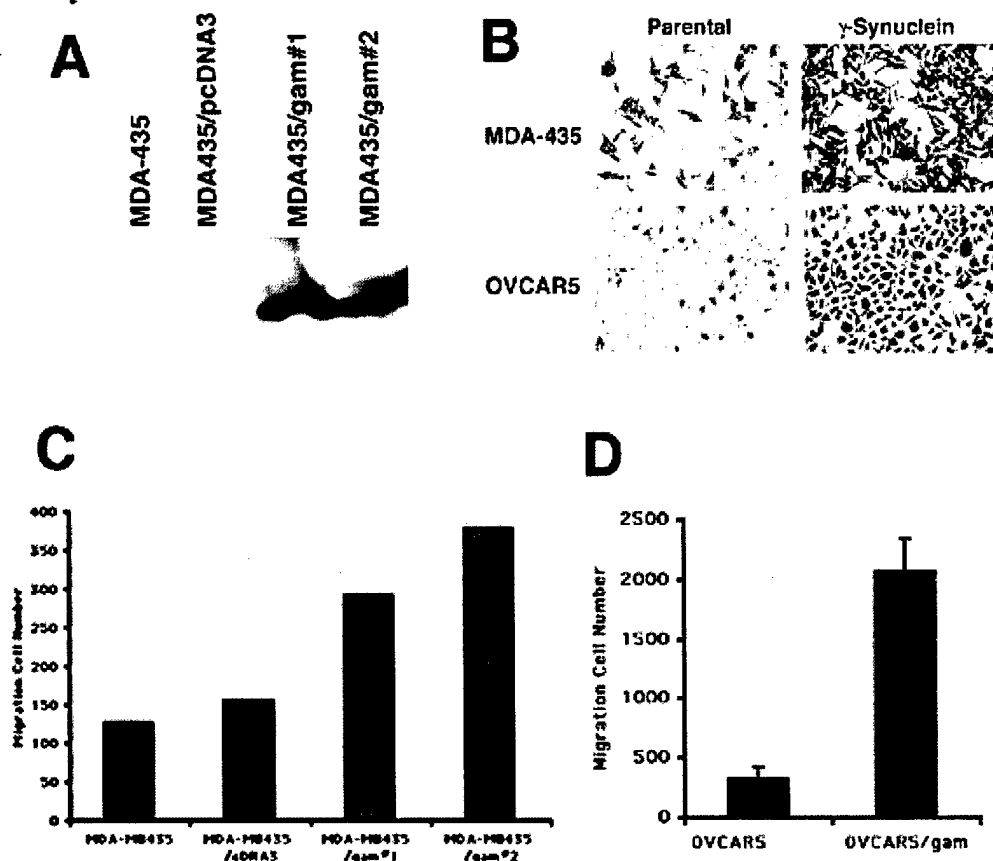 A
MDA-435
MDA435/pcDNA3
MDA435/gam#1
MDA435/gam#2
B
Parental
γ-Synuclein
MDA-435
OVCAR5
C
Migration Cell Number
400
350
300
250
200
150
100
50
0
MDA-MB435
MDA-MB435
/cDNA3
MDA-MB435
/gam#1
MDA-MB435
/gam#2
D
Migration Cell Number
2500
2000
1500
1000
500
0
OVCAR5
OVCAR5/gam